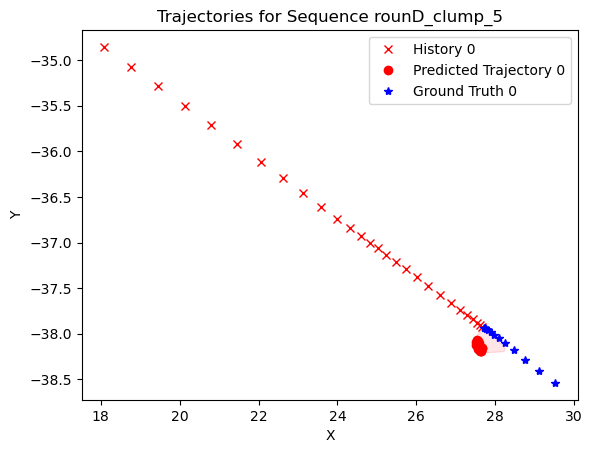 Trajectories for Sequence rounD_clump_5
History 0
Predicted Trajectory 0
Ground Truth 0
−35.0
−35.5
−36.0
−36.5
−37.0
−37.5
−38.0
−38.5
Y
18 20 22 24 26 28 30
X